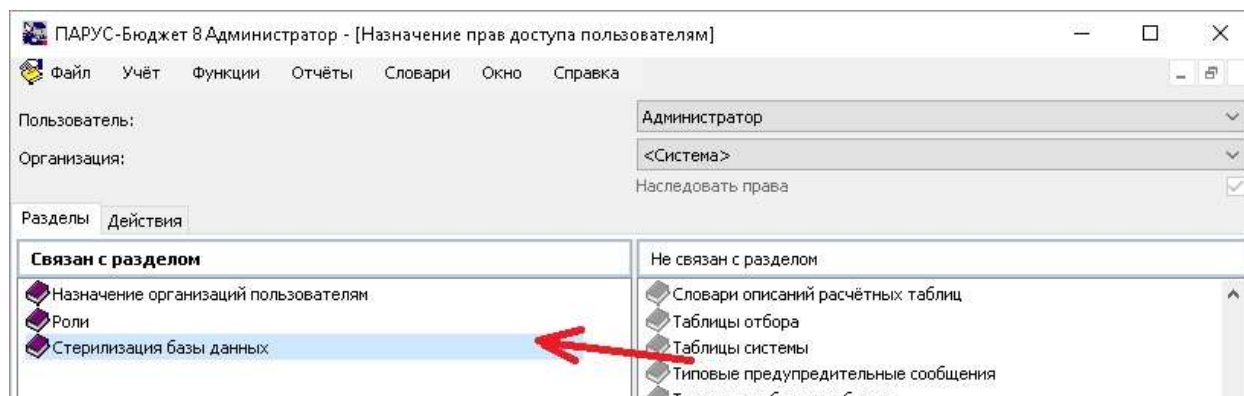 ПАРУС-Бюджет 8 Администратор - [Назначение прав доступа пользователям]
Файл Учёт Функции Отчёты Словари Окно Справка
Пользователь: Администратор
Организация: <Система>
Наследовать права
Разделы Действия
Связан с разделом Не связан с разделом
Назначение организаций пользователям Словари описаний расчётных таблиц
Роли Таблицы отбора
Стерилизация базы данных Таблицы системы
Типовые предупредительные сообщения